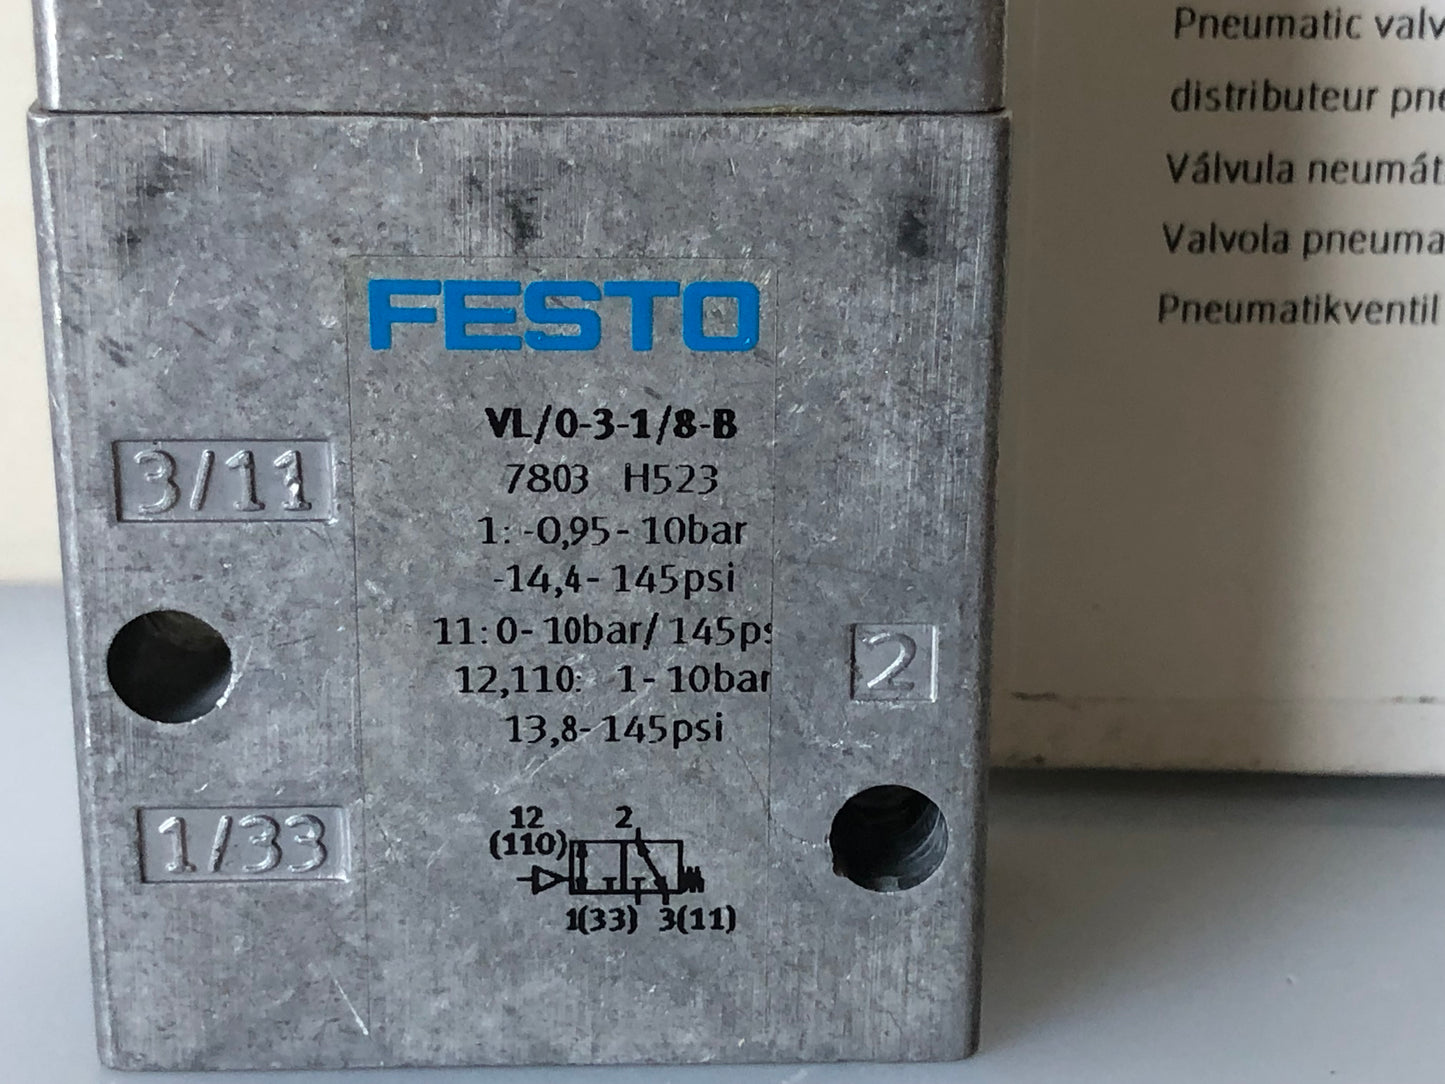 FESTO
VL/0-3-1/8-B
7803 H523
1: -0,95- 10bar
-14,4- 145psi
11:0- 10bar/ 145ps
12,110: 1- 10bar
13,8- 145psi
12 2
(110)
1(33) 3(11)
3/11
1/33
2
Pneumatic valv
distributeur pne
Válvula neumát
Valvola pneuma
Pneumatikventil